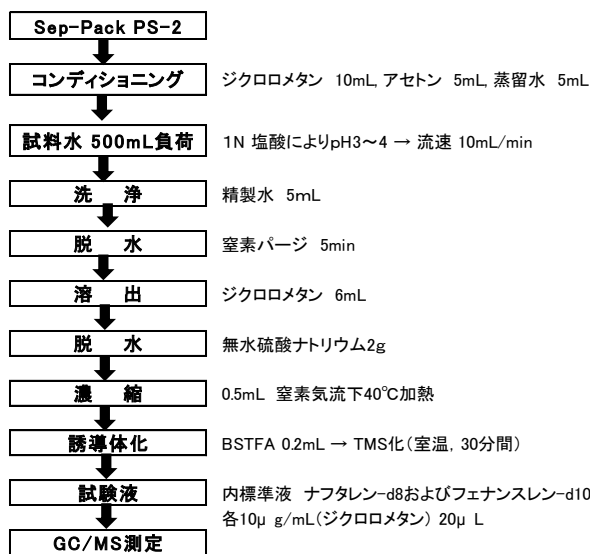 Sep-Pack PS-2
コンディショニング ジクロロメタン 10mL, アセトン 5mL, 蒸留水 5mL
試料水 500mL負荷 1N 塩酸によりpH3～4 → 流速 10mL/min
洗 浄 精製水 5mL
脱 水 窒素パージ 5min
溶 出 ジクロロメタン 6mL
脱 水 無水硫酸ナトリウム2g
濃 縮 0.5mL 窒素気流下40℃加熱
誘導体化 BSTFA 0.2mL → TMS化(室温, 30分間)
試験液 内標準液 ナフタレン-d8およびフェナンスレン-d10
各10μ g/mL(ジクロロメタン) 20μ L
GC/MS測定